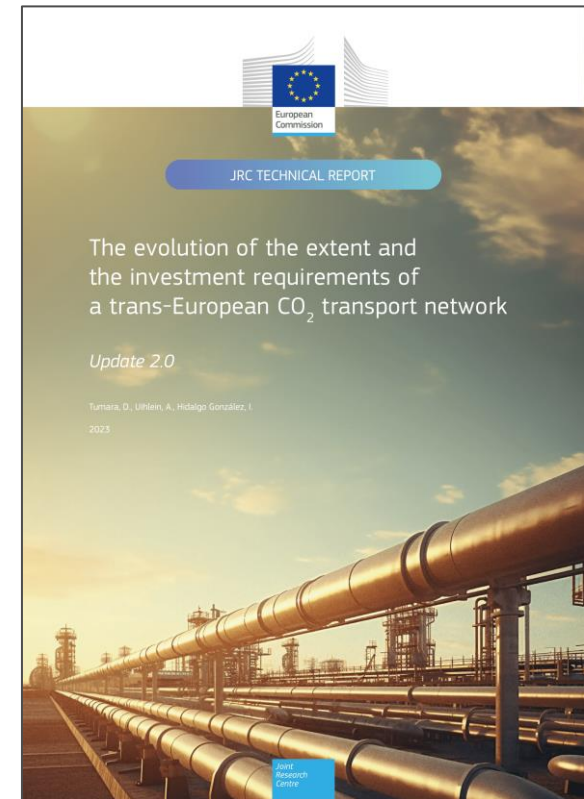 European
Commission
JRC TECHNICAL REPORT
The evolution of the extent and
the investment requirements of
a trans-European CO₂ transport network
Update 2.0
Tumara, D., Uihlein, A., Hidalgo González, I.
2023
Joint
Research
Centre